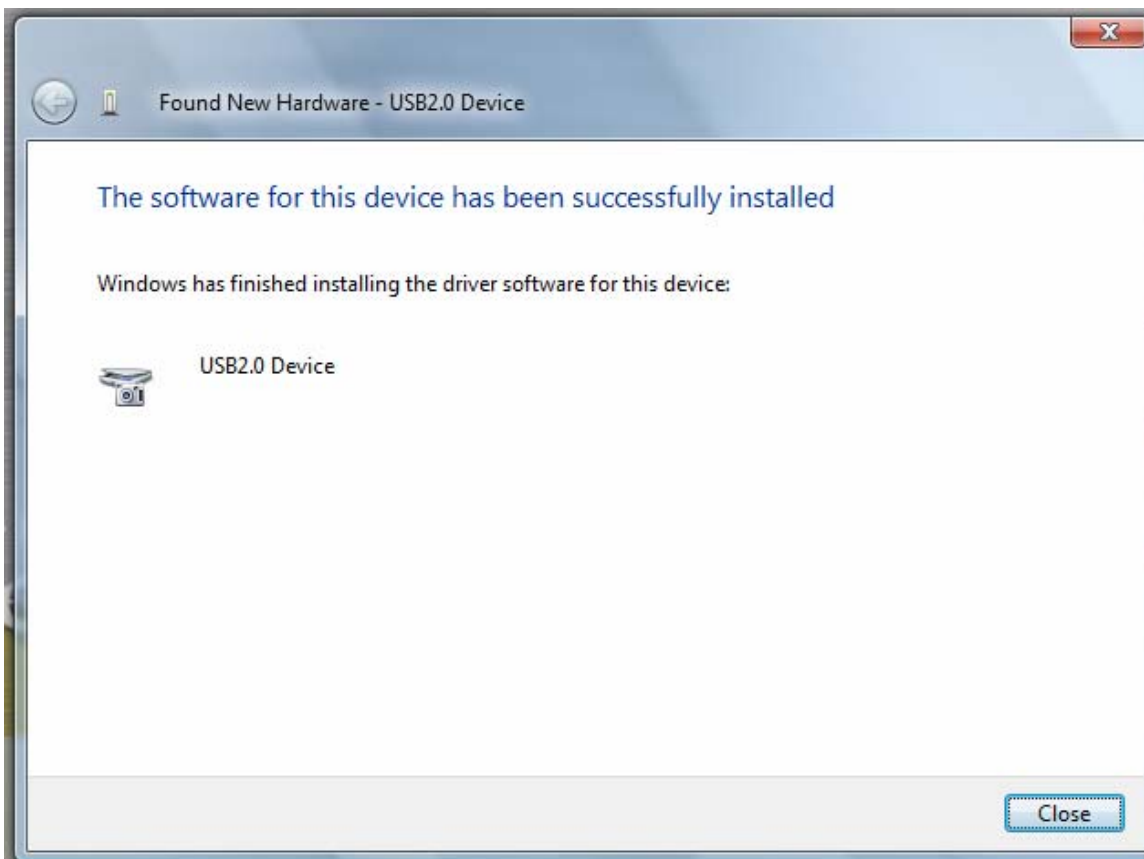 Found New Hardware - USB2.0 Device
The software for this device has been successfully installed
Windows has finished installing the driver software for this device:
USB2.0 Device
Close